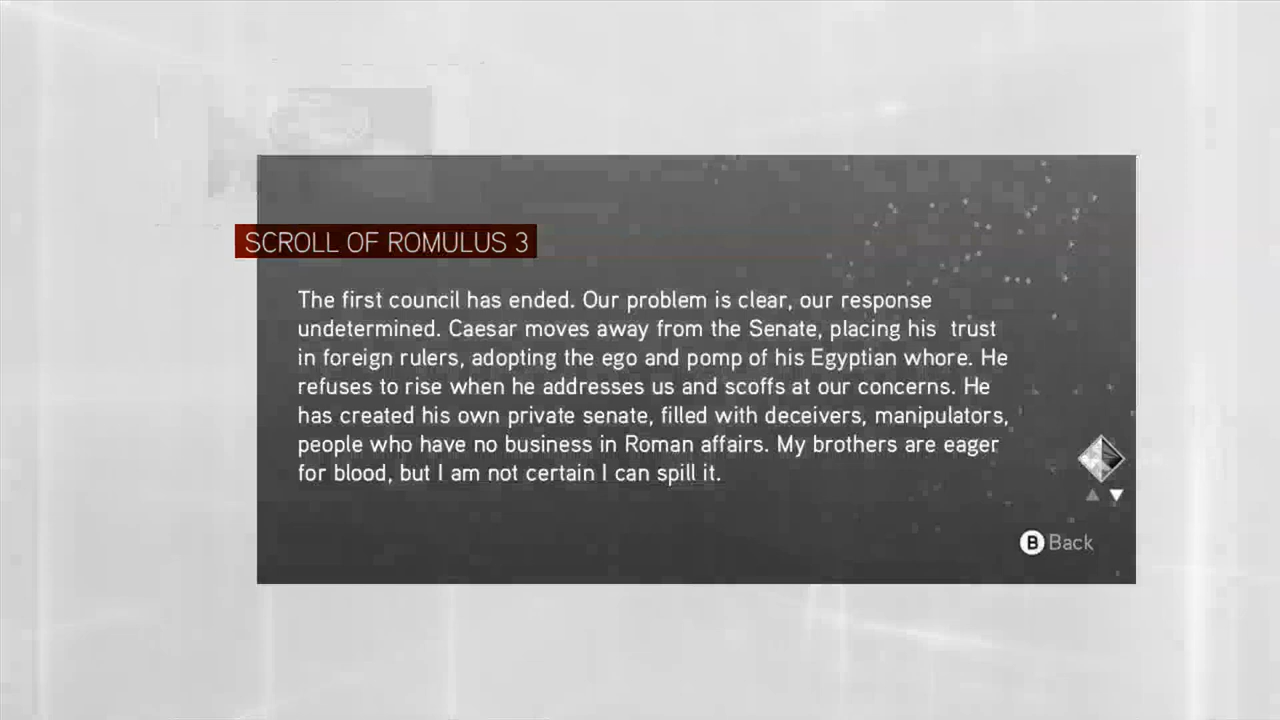 SCROLL OF ROMULUS 3
The first council has ended. Our problem is clear, our response
undetermined. Caesar moves away from the Senate, placing his  trust
in foreign rulers, adopting the ego and pomp of his Egyptian whore. He
refuses to rise when he addresses us and scoffs at our concerns. He
has created his own private senate, filled with deceivers, manipulators,
people who have no business in Roman affairs. My brothers are eager
for blood, but I am not certain I can spill it.
B Back